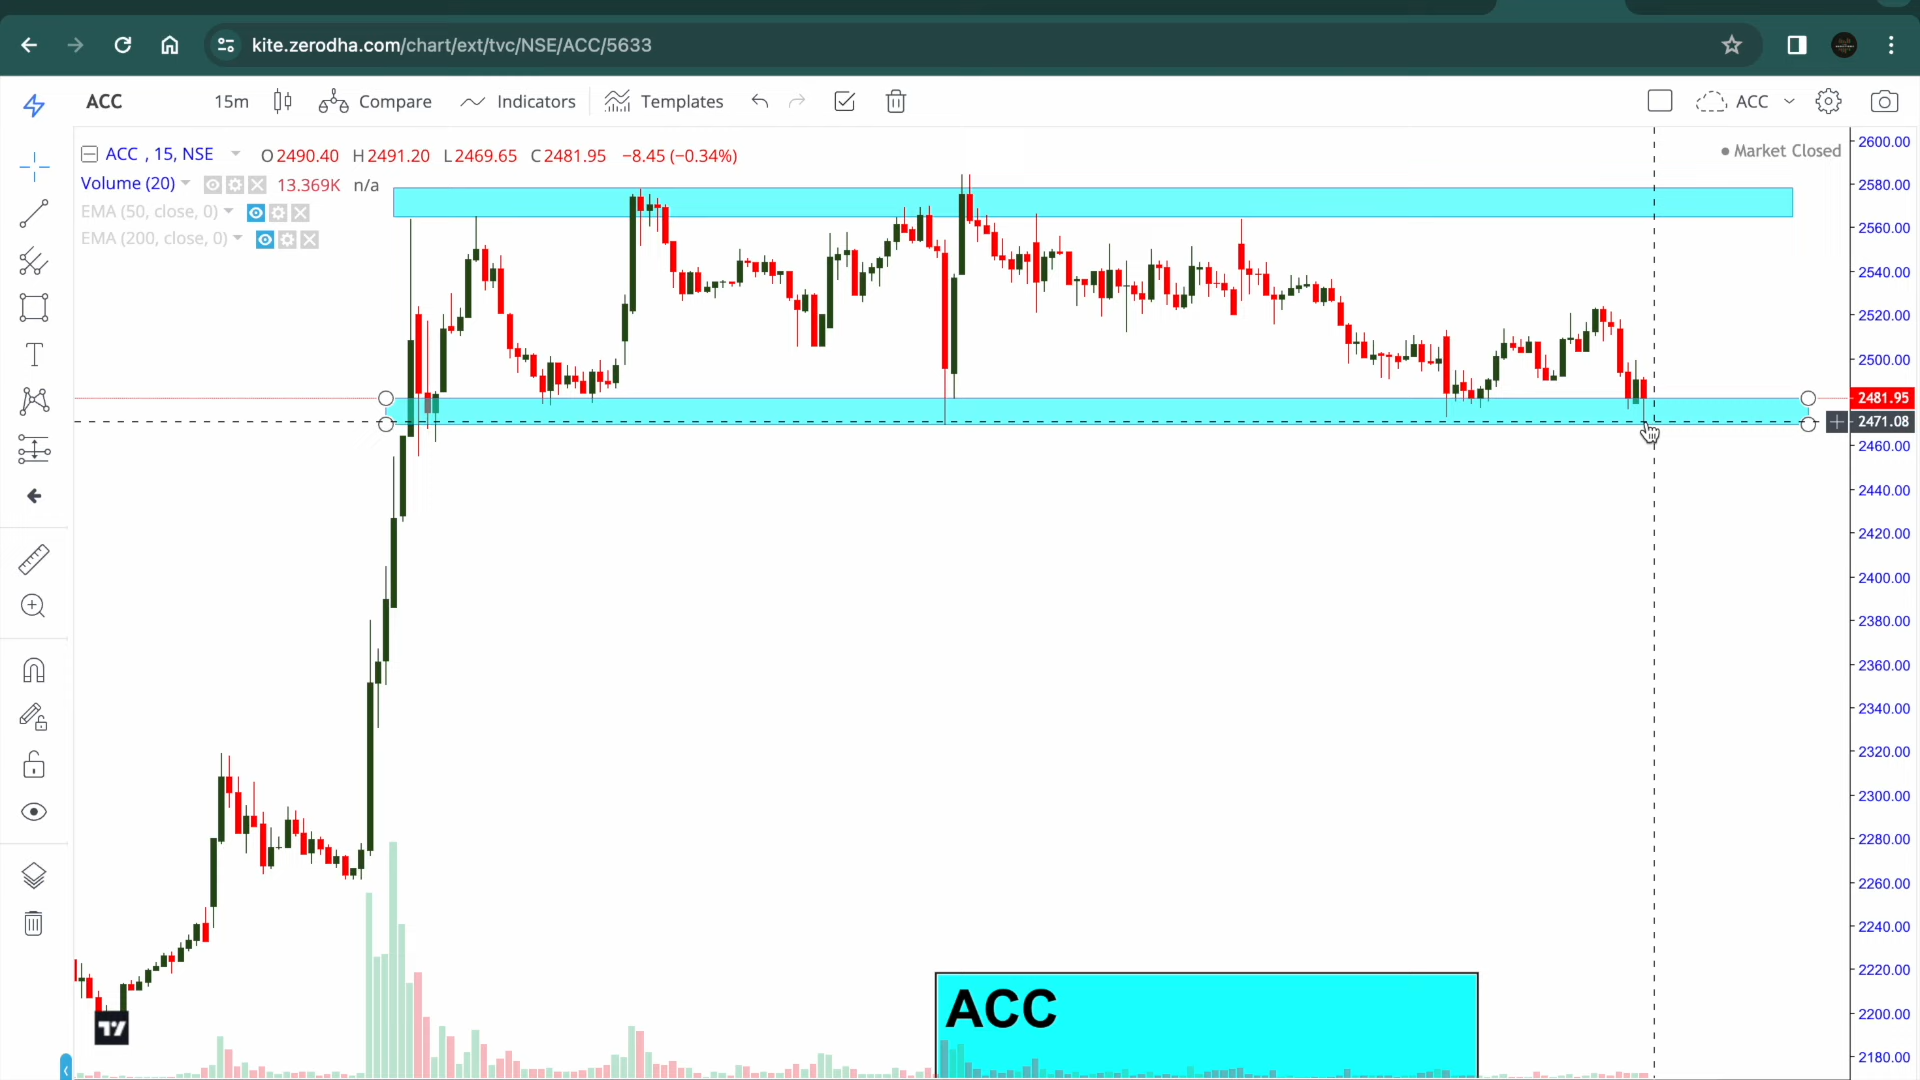 kite.zerodha.com/chart/ext/tvc/NSE/ACC/5633
ACC 15m Compare Indicators Templates ACC
ACC , 15, NSE O2490.40 H2491.20 L2469.65 C2481.95 −8.45 (−0.34%)
Market Closed
Volume (20) 13.369K n/a
EMA (50, close, 0)
EMA (200, close, 0)
2600.00
2580.00
2560.00
2540.00
2520.00
2500.00
2481.95
2471.08
2460.00
2440.00
2420.00
2400.00
2380.00
2360.00
2340.00
2320.00
2300.00
2280.00
2260.00
2240.00
2220.00
2200.00
2180.00
ACC